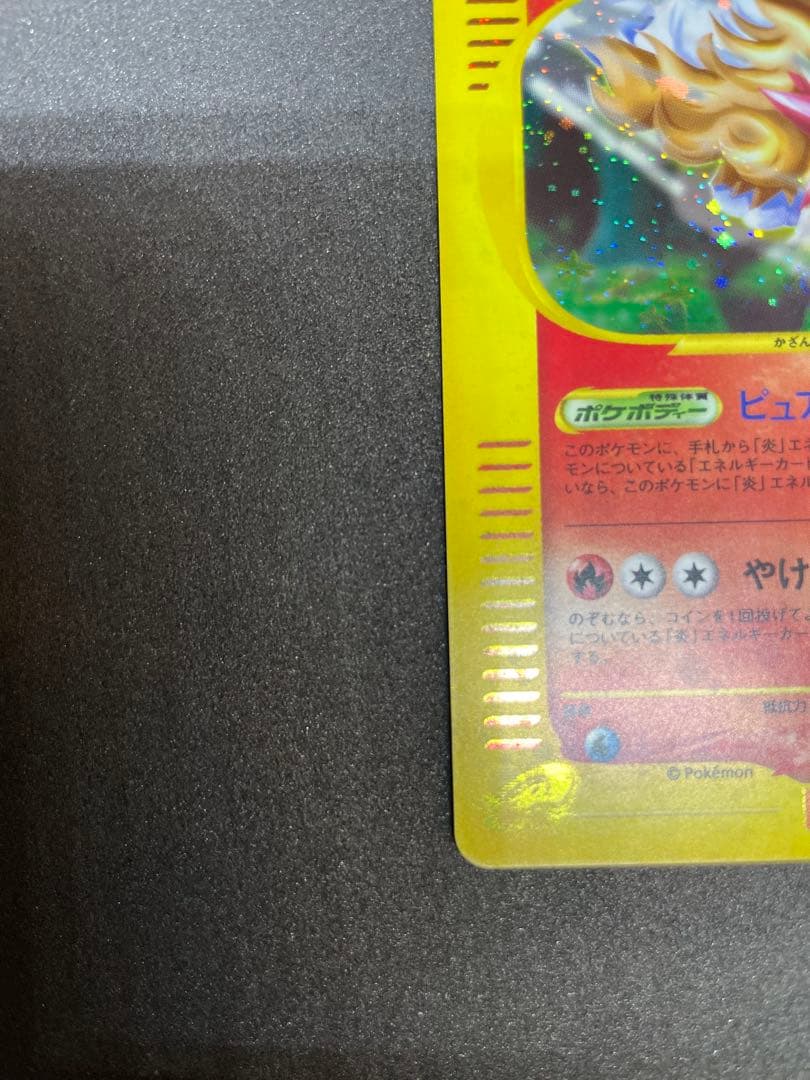 かざん
特殊体質
ポケボディー
ピュア
このポケモンに、手札から「炎」エネ
モンについている「エネルギーカード
いなら、このポケモンに「炎」エネル
やけ
のぞむなら、コインを1回投げてよ
についている「炎」エネルギーカー
する。
弱点
抵抗力
© Pokémon